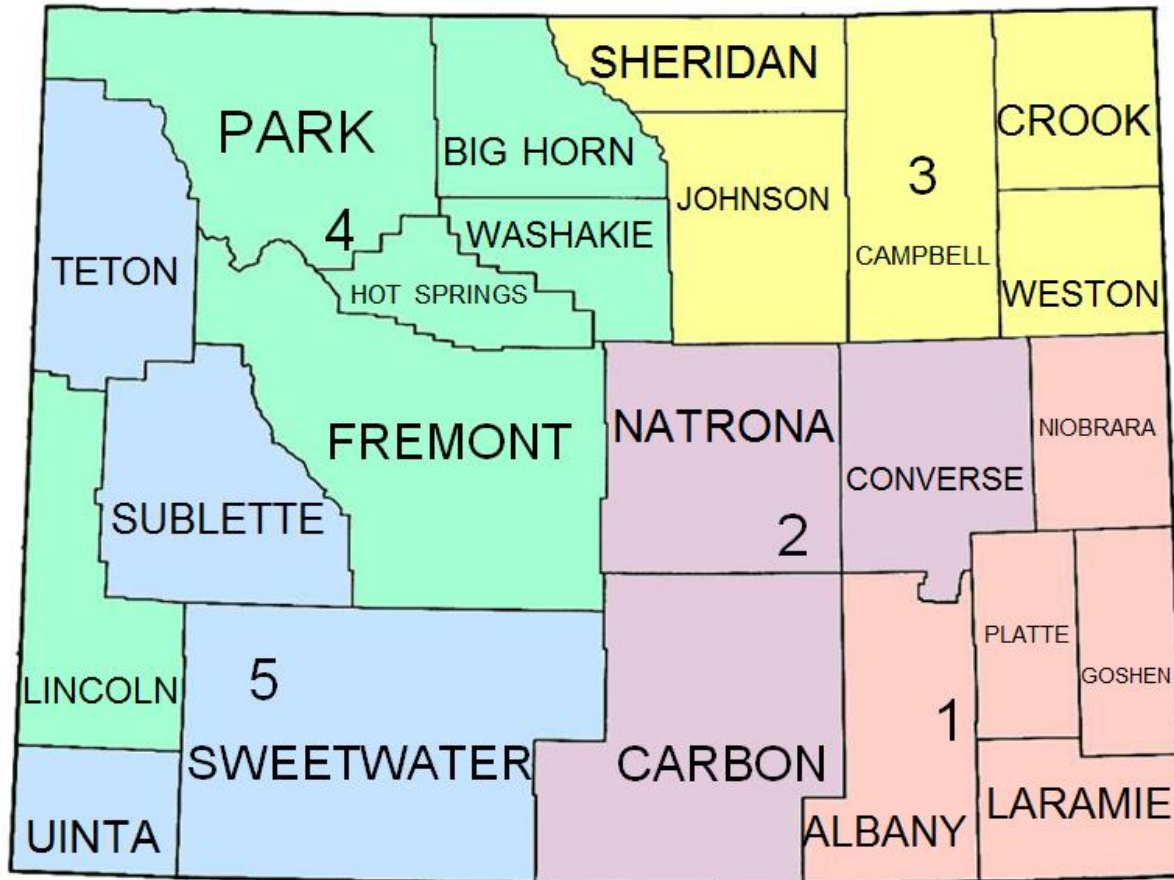 SHERIDAN
PARK
CROOK
BIG HORN
3
JOHNSON
4
WASHAKIE
TETON
CAMPBELL
HOT SPRINGS
WESTON
NATRONA
NIOBRARA
FREMONT
CONVERSE
SUBLETTE
2
PLATTE
GOSHEN
LINCOLN
5
1
SWEETWATER
CARBON
LARAMIE
UINTA
ALBANY